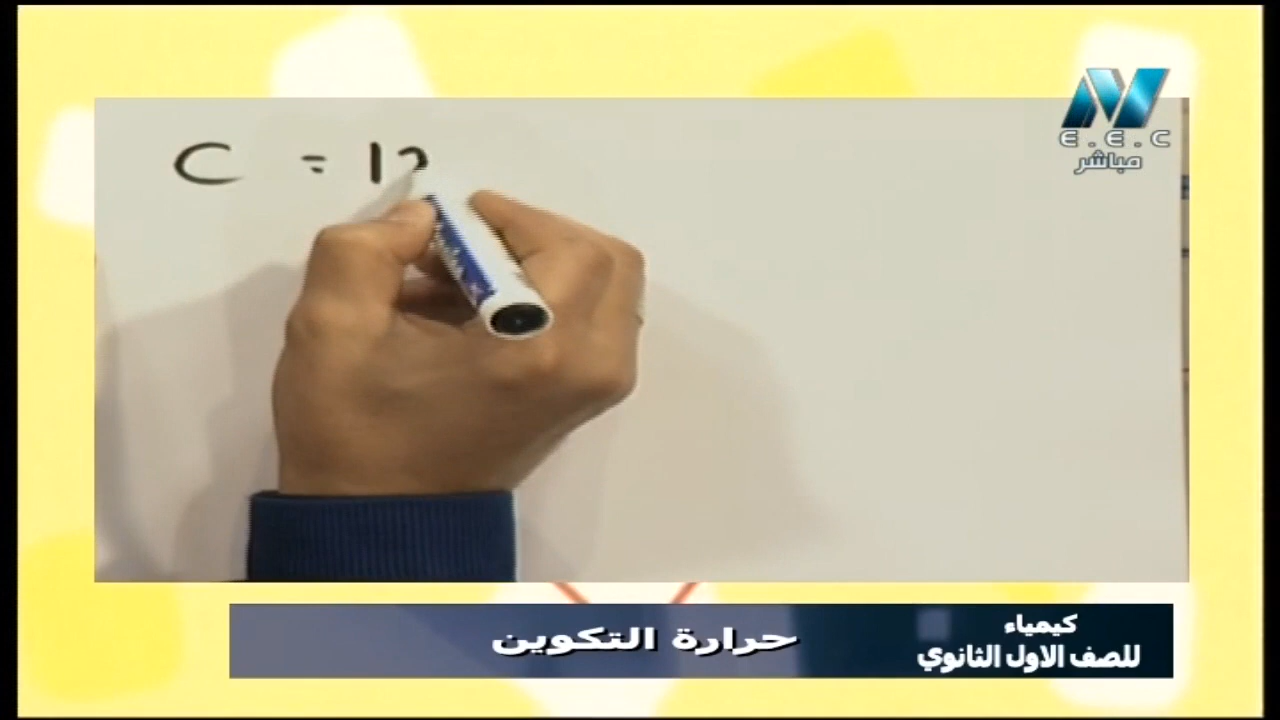 E.E.C
مباشر
C = 12
كيمياء
للصف الاول الثانوي
حرارة التكوين